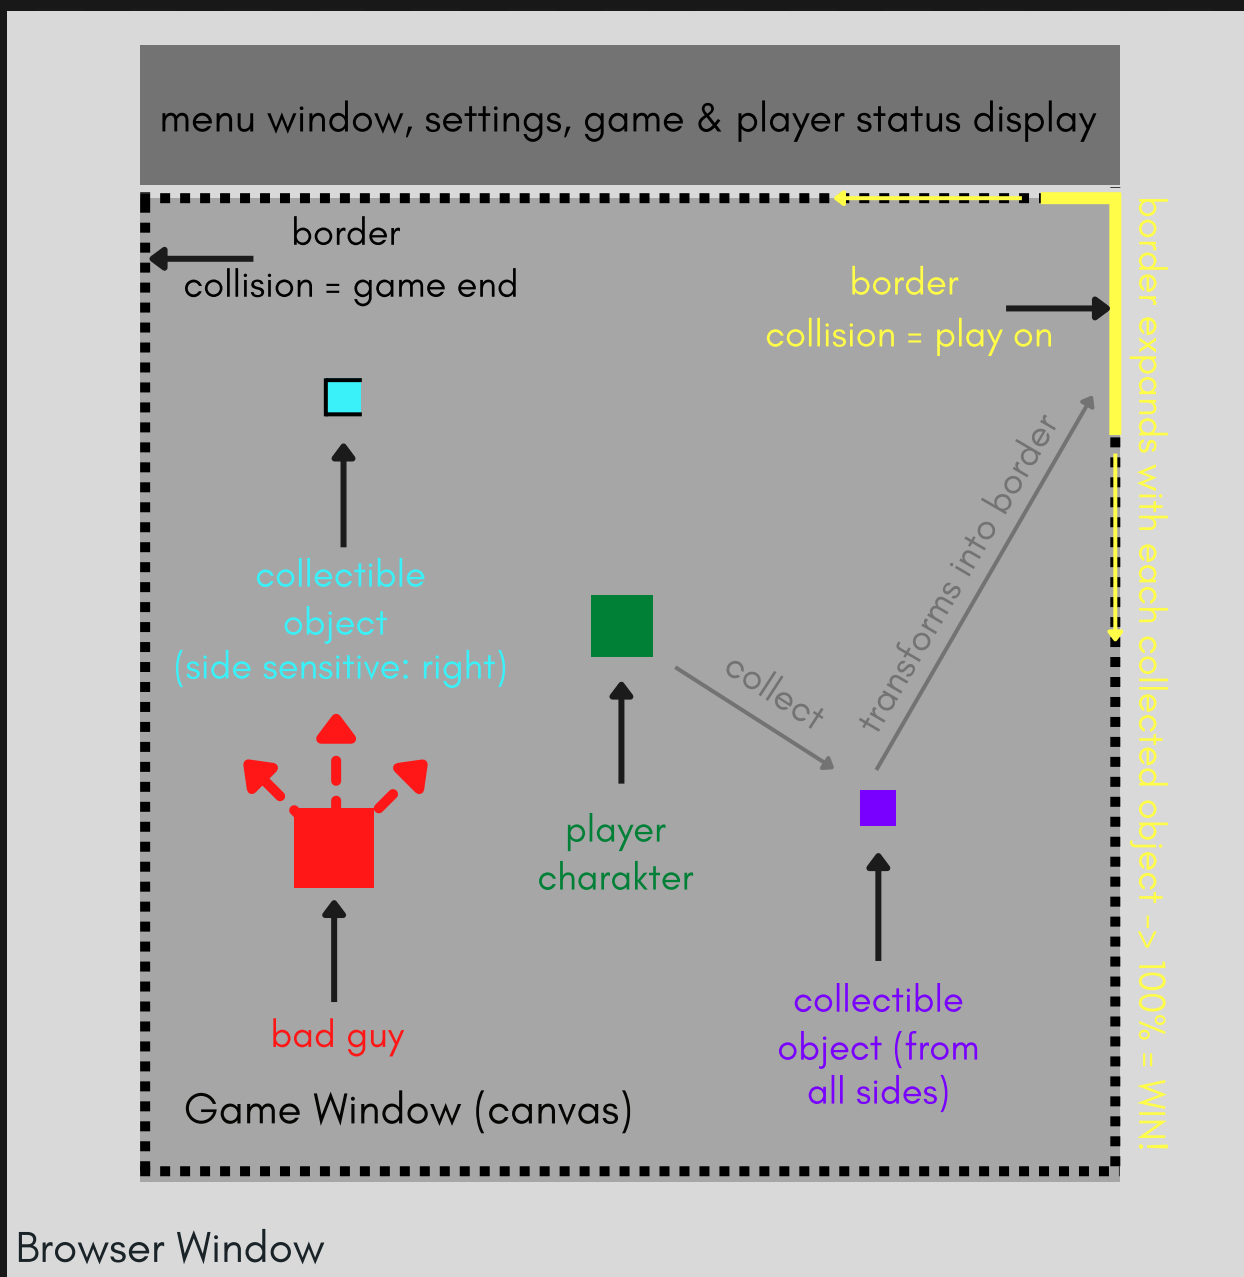 menu window, settings, game & player status display
border
collision = game end
border
collision = play on
border expands with each collected object -> 100% = WIN!
transforms into border
collectible
object
(side sensitive: right)
collect
player
charakter
collectible
object (from
all sides)
bad guy
Game Window (canvas)
Browser Window